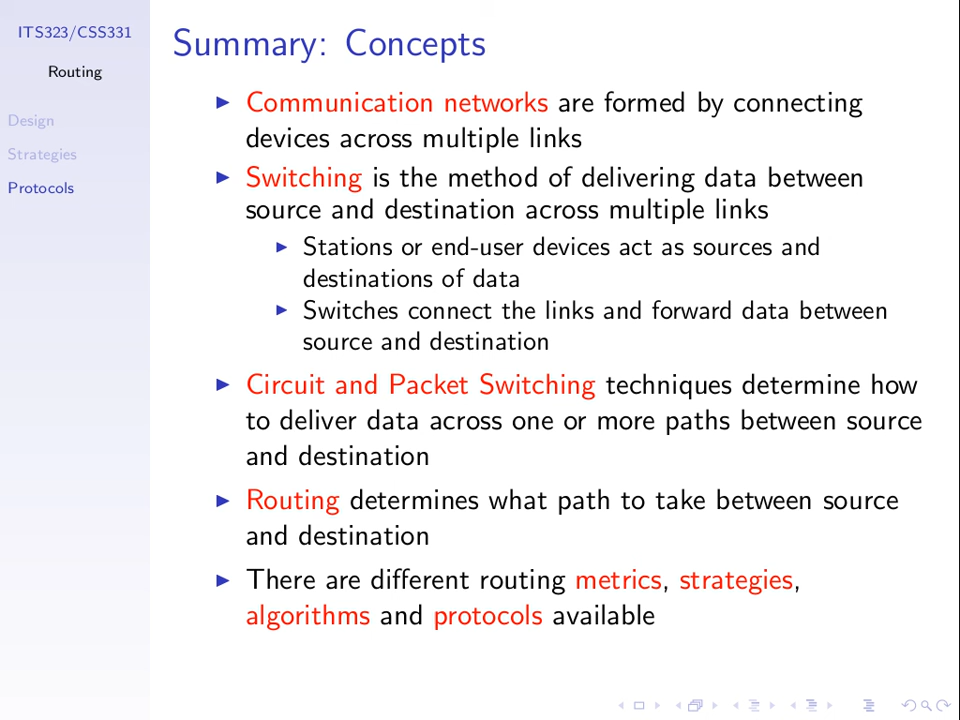 ITS323/CSS331
Routing
Design
Strategies
Protocols
Summary: Concepts
Communication networks are formed by connecting
devices across multiple links
Switching is the method of delivering data between
source and destination across multiple links
Stations or end-user devices act as sources and
destinations of data
Switches connect the links and forward data between
source and destination
Circuit and Packet Switching techniques determine how
to deliver data across one or more paths between source
and destination
Routing determines what path to take between source
and destination
There are different routing metrics, strategies,
algorithms and protocols available